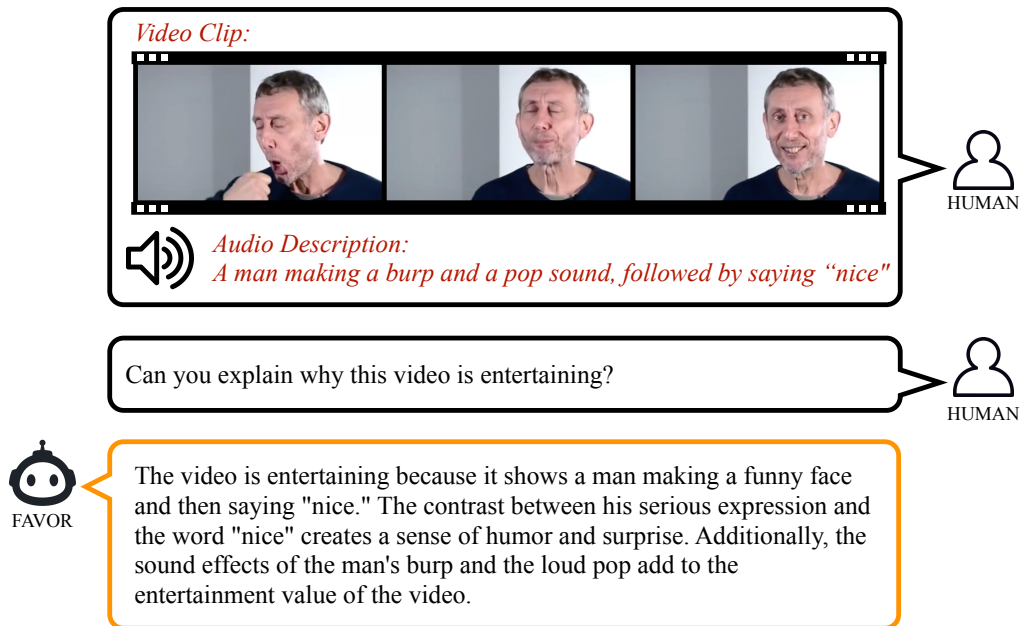 Video Clip:
Audio Description:
A man making a burp and a pop sound, followed by saying “nice"
HUMAN
Can you explain why this video is entertaining?
HUMAN
The video is entertaining because it shows a man making a funny face
and then saying "nice." The contrast between his serious expression and
the word "nice" creates a sense of humor and surprise. Additionally, the
sound effects of the man's burp and the loud pop add to the
entertainment value of the video.
FAVOR